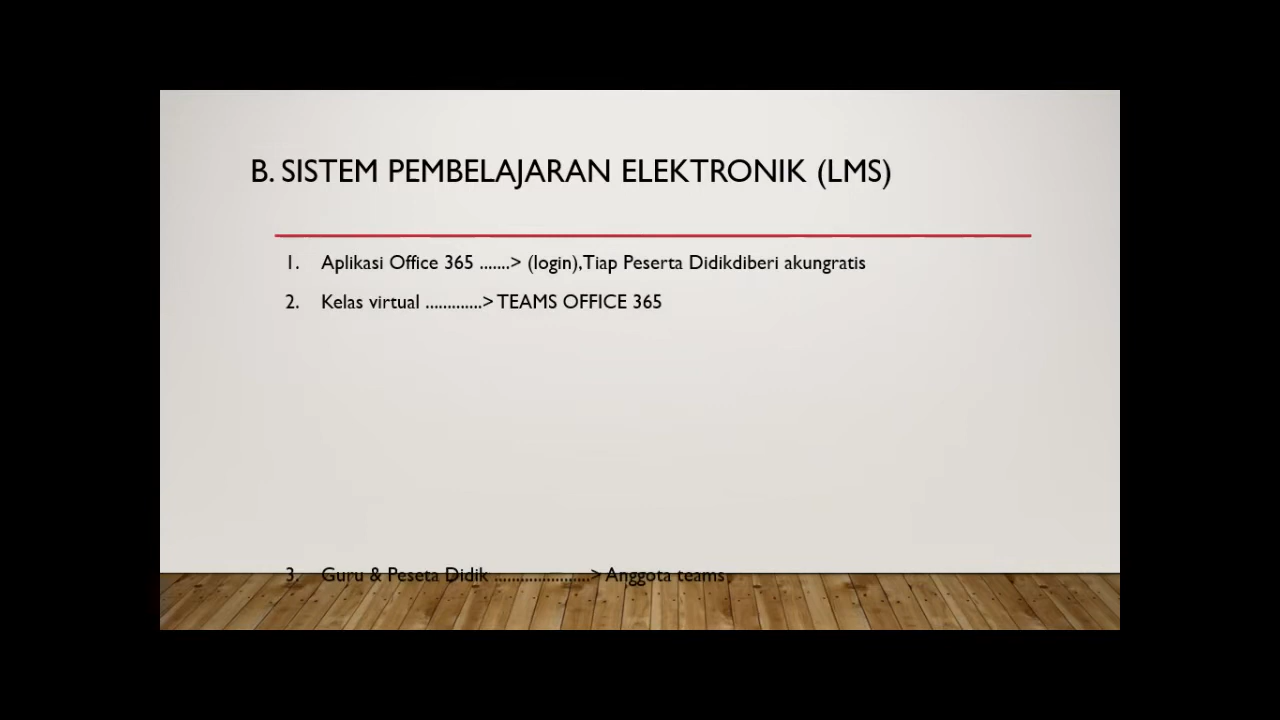 B. SISTEM PEMBELAJARAN ELEKTRONIK (LMS)
1. Aplikasi Office 365 .......> (login),Tiap Peserta Didikdiberi akungratis
2. Kelas virtual .............> TEAMS OFFICE 365
3. Guru & Peseta Didik ......................> Anggota teams